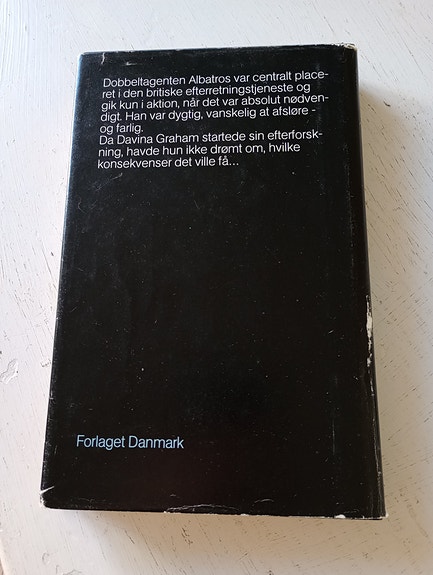 Dobbeltagenten Albatros var centralt place-
ret i den britiske efterretningstjeneste og
gik kun i aktion, når det var absolut nødven-
digt. Han var dygtig, vanskelig at afsløre -
og farlig.
Da Davina Graham startede sin efterforsk-
ning, havde hun ikke drømt om, hvilke
konsekvenser det ville få...
Forlaget Danmark